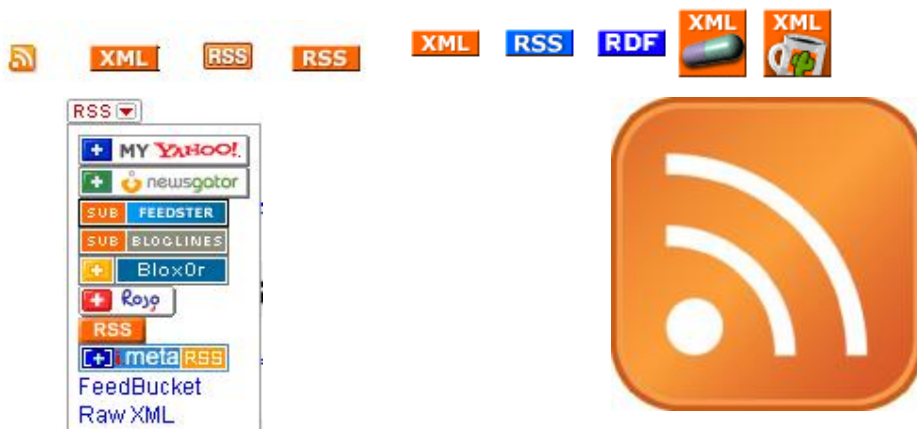 XML RSS RSS XML RSS RDF XML XML
RSS
+ MY YAHOO!.
+ newsgator
SUB FEEDSTER
SUB BLOGLINES
+ Blox0r
+ Rojo
RSS
[+] meta RSS
FeedBucket
Raw XML